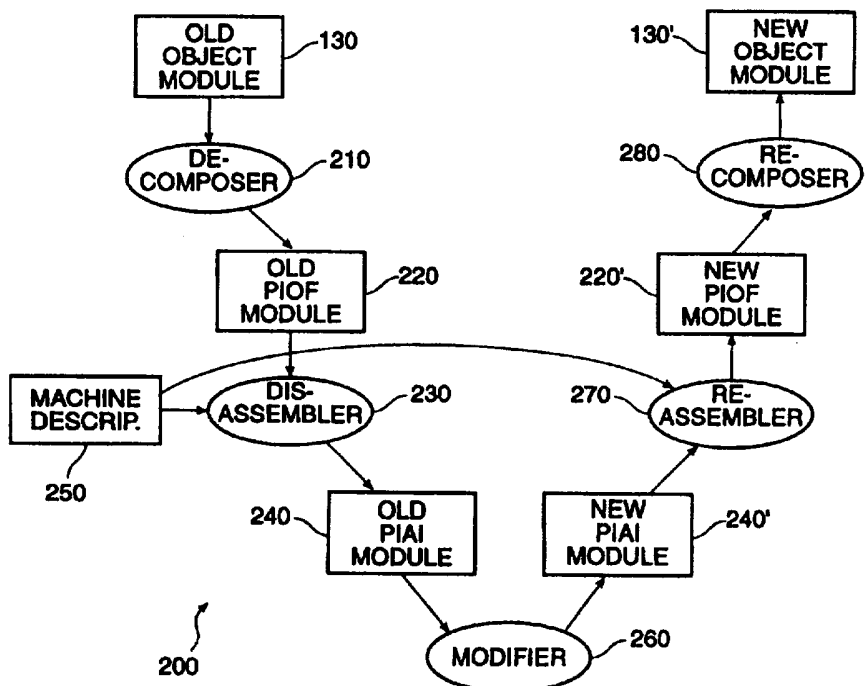 OLD
OBJECT
MODULE
130
130'
NEW
OBJECT
MODULE
DE-
COMPOSER
210
280
RE-
COMPOSER
OLD
PIOF
MODULE
220
220'
NEW
PIOF
MODULE
MACHINE
DESCRIP.
250
DIS-
ASSEMBLER
230
270
RE-
ASSEMBLER
240
OLD
PIAI
MODULE
NEW
PIAI
MODULE
240'
200
MODIFIER
260